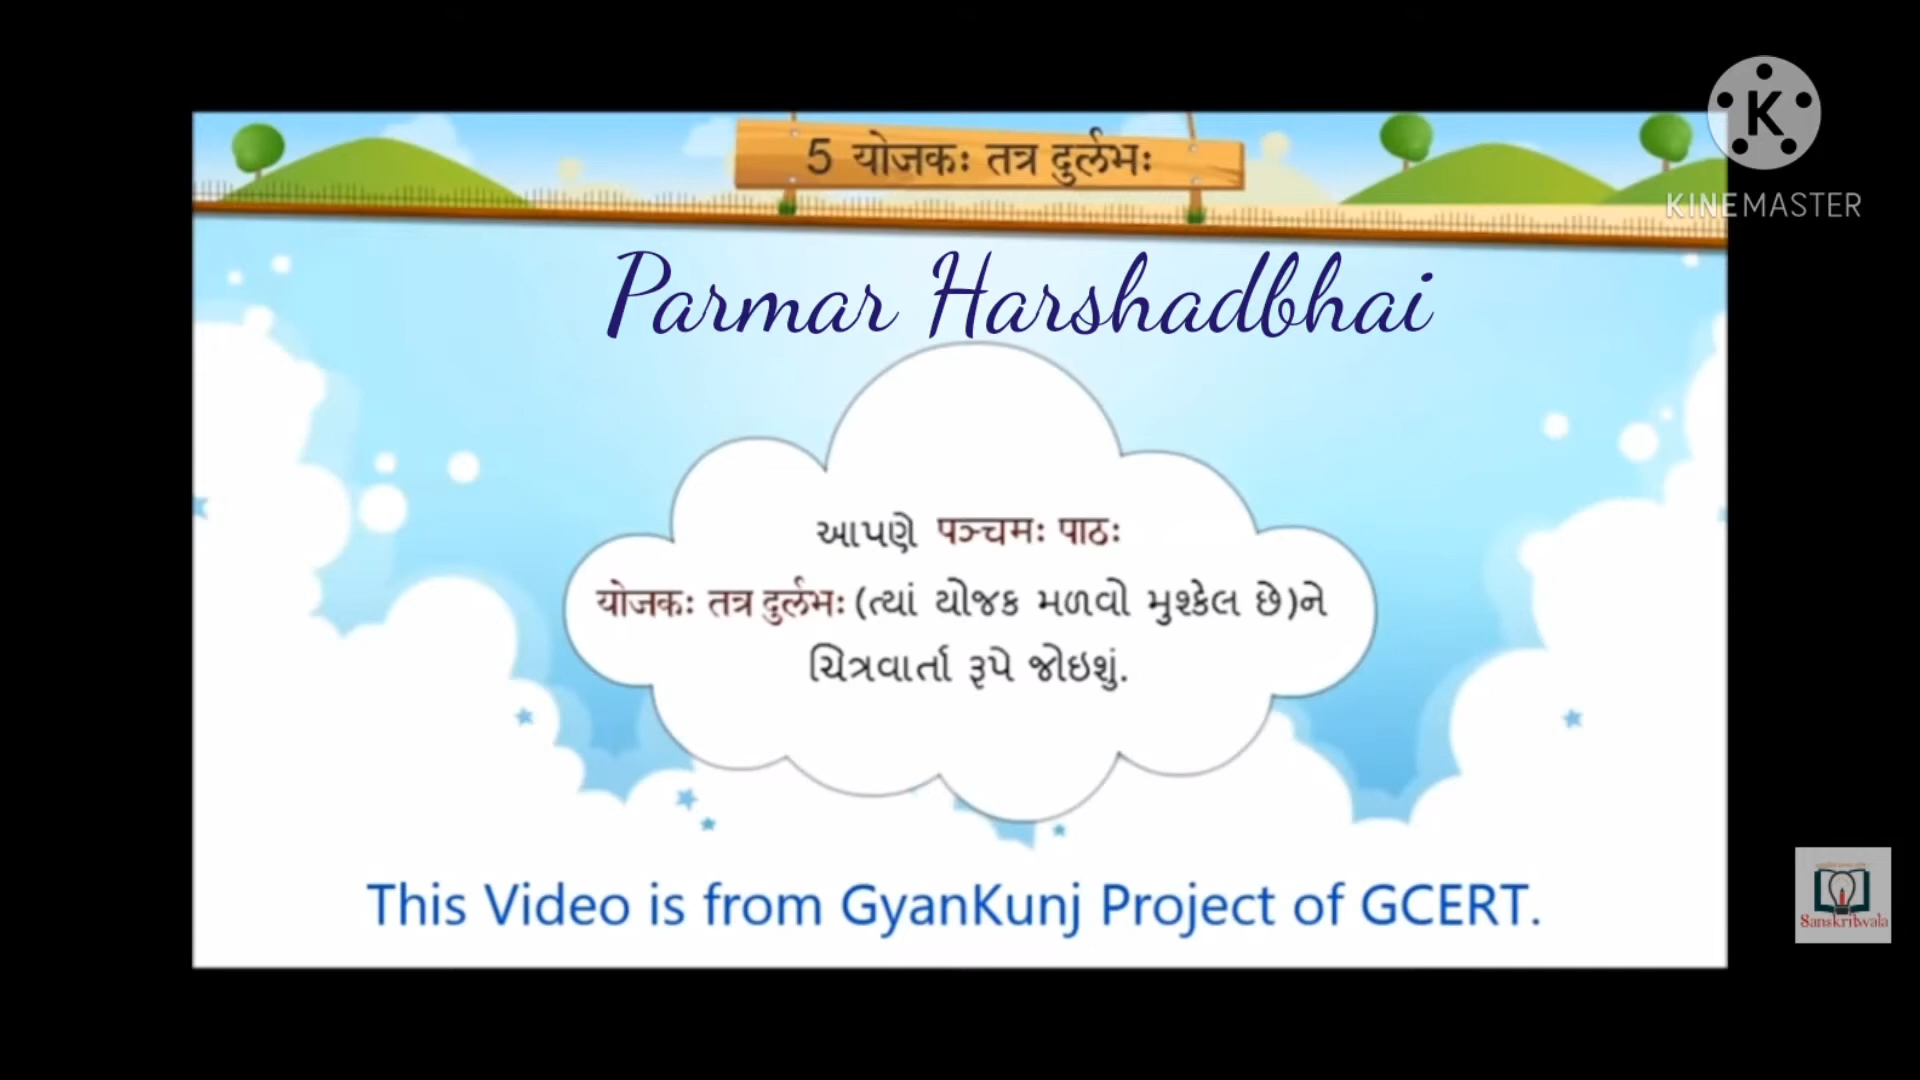 5 योजकः तत्र दुर्लभः
K
KINEMASTER
Parmar Harshadbhai
આપણે पञ्चमः पाठः
योजकः तत्र दुर्लभः (ત્યાં યોજક મળવો મુશ્કેલ છે)ને
ચિત્રવાર્તા રૂપે જોઇશું.
This Video is from GyanKunj Project of GCERT.
Sanskritwala